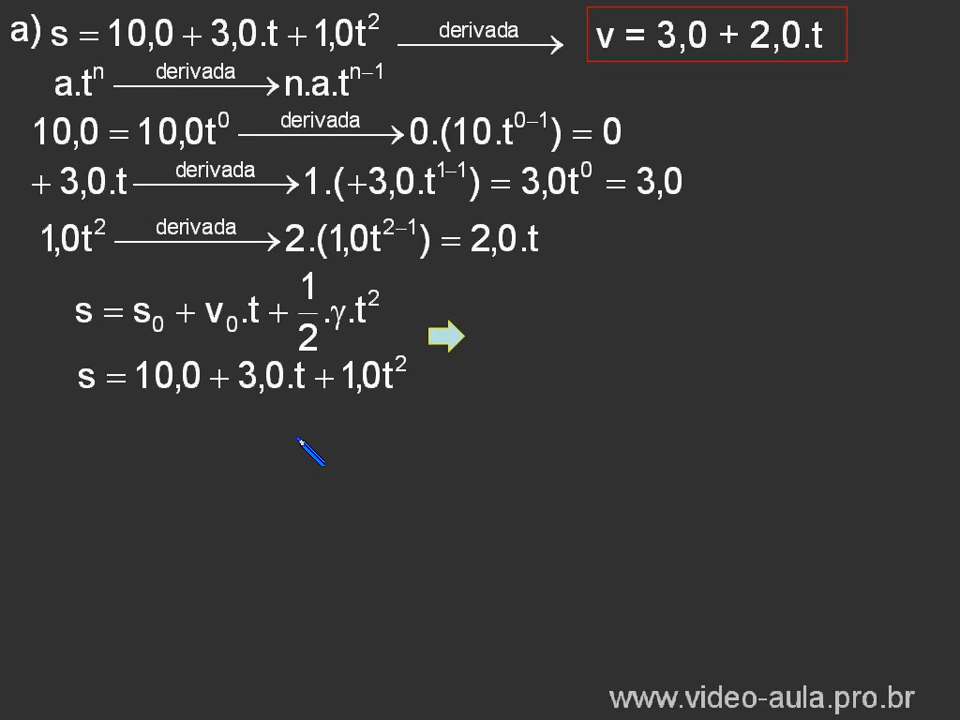 a) s = 10,0 + 3,0.t + 1,0t² derivada → v = 3,0 + 2,0.t
a.tⁿ derivada → n.a.tⁿ⁻¹
10,0 = 10,0t⁰ derivada → 0.(10.t⁰⁻¹) = 0
+ 3,0.t derivada → 1.(+3,0.t¹⁻¹) = 3,0t⁰ = 3,0
1,0t² derivada → 2.(1,0t²⁻¹) = 2,0.t
s = s₀ + v₀.t + 1/2.γ.t²
s = 10,0 + 3,0.t + 1,0t²
www.video-aula.pro.br